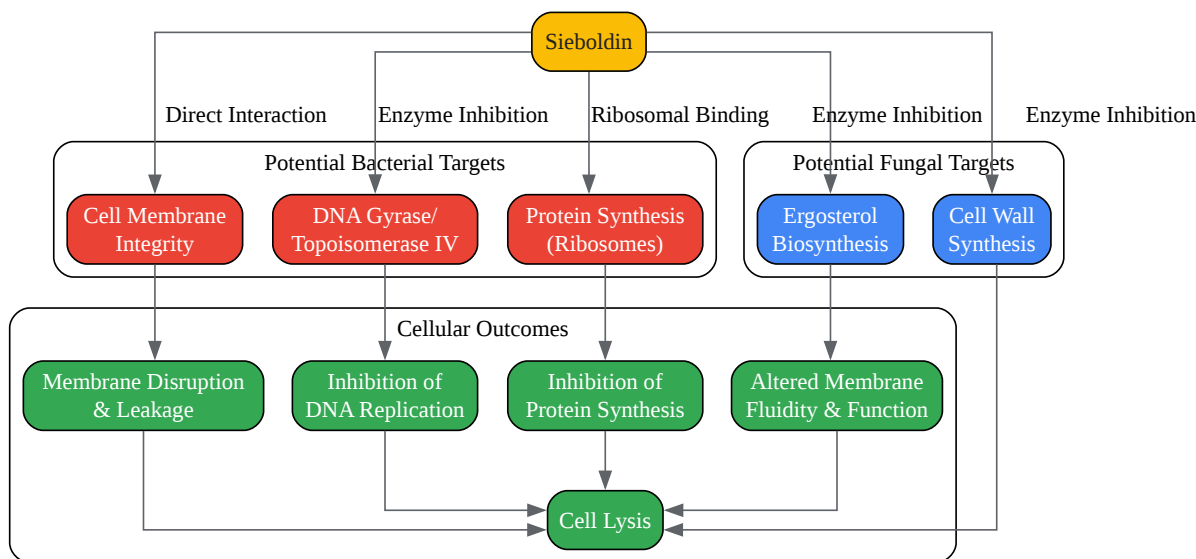 Sieboldin
Direct Interaction
Enzyme Inhibition
Ribosomal Binding
Enzyme Inhibition
Enzyme Inhibition
Potential Bacterial Targets
Potential Fungal Targets
Cell Membrane
Integrity
DNA Gyrase/
Topoisomerase IV
Protein Synthesis
(Ribosomes)
Ergosterol
Biosynthesis
Cell Wall
Synthesis
Cellular Outcomes
Membrane Disruption
& Leakage
Inhibition of
DNA Replication
Inhibition of
Protein Synthesis
Altered Membrane
Fluidity & Function
Cell Lysis